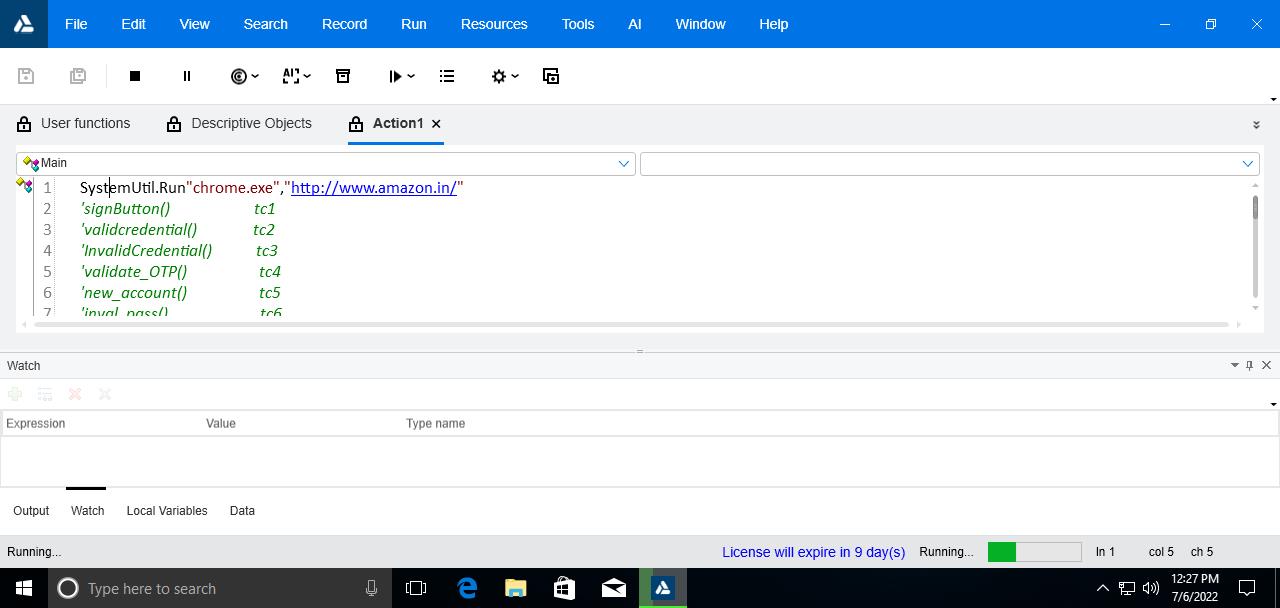 File Edit View Search Record Run Resources Tools AI Window Help
User functions Descriptive Objects Action1
Main
1 SystemUtil.Run"chrome.exe","http://www.amazon.in/"
2 'signButton() tc1
3 'validcredential() tc2
4 'InvalidCredential() tc3
5 'validate_OTP() tc4
6 'new_account() tc5
7 'inval_pass() tc6
Watch
Expression Value Type name
Output Watch Local Variables Data
Running... License will expire in 9 day(s) Running... ln 1 col 5 ch 5
Type here to search
12:27 PM
7/6/2022